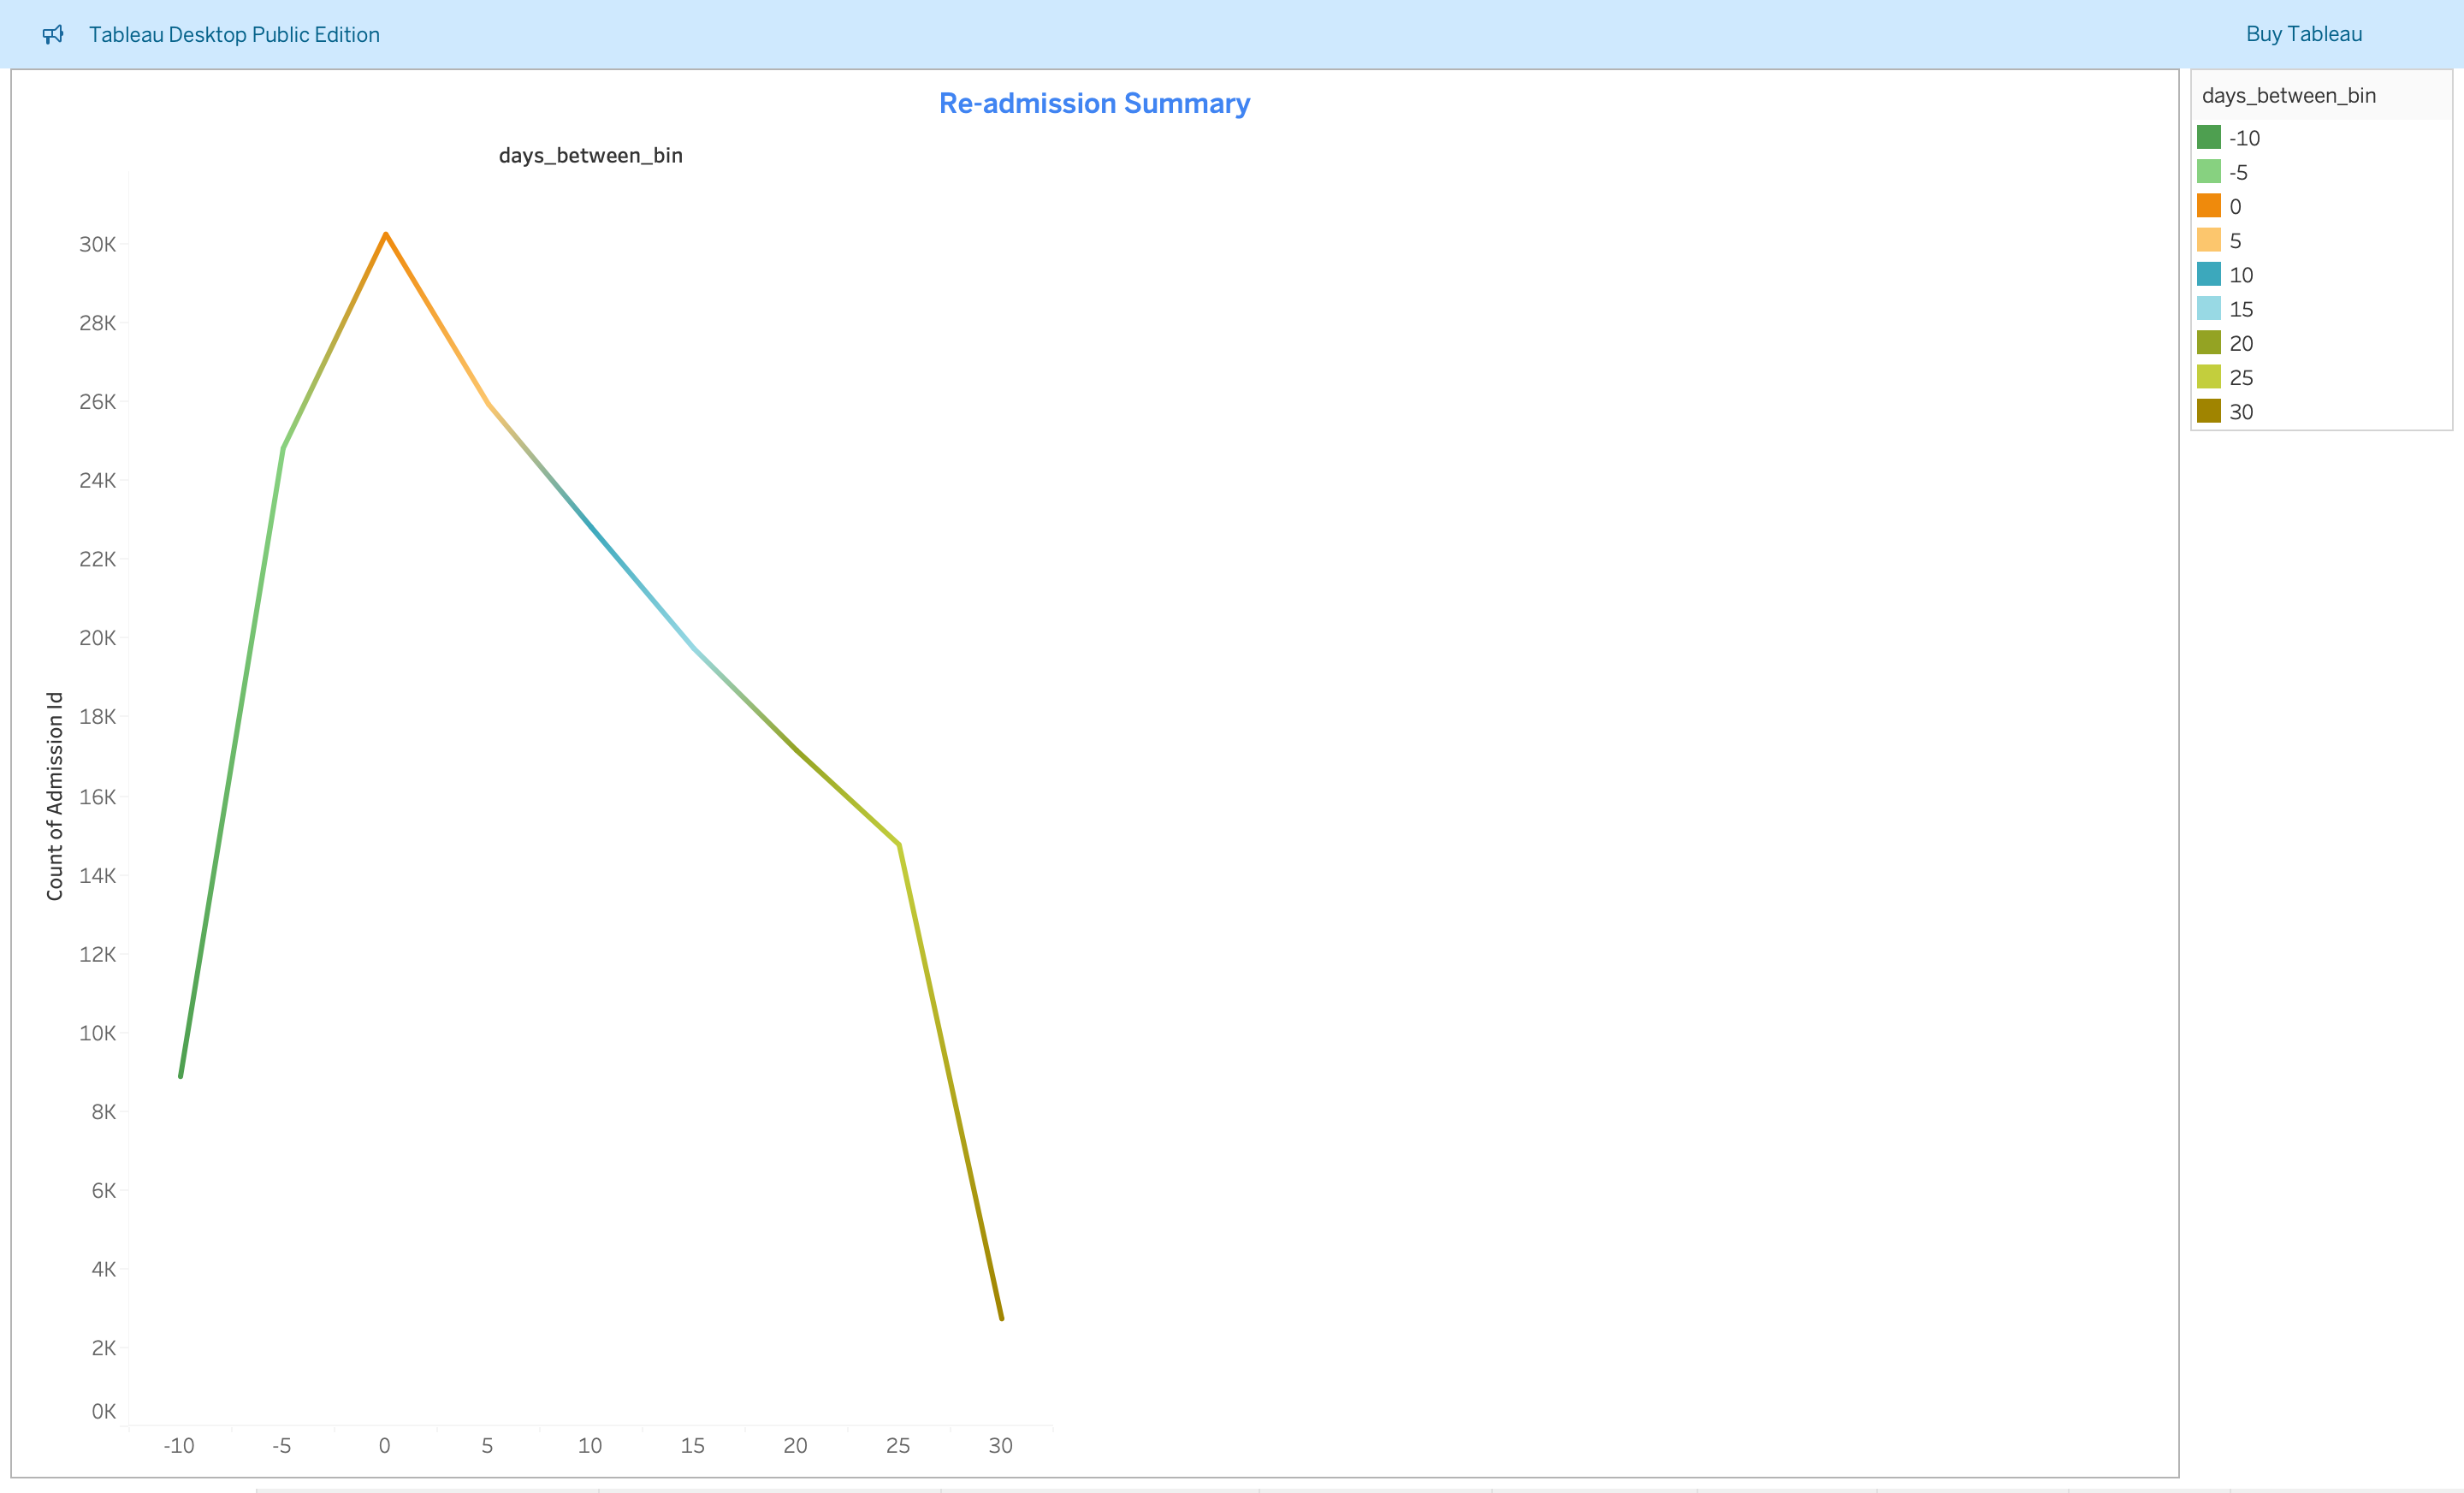 Tableau Desktop Public Edition
Buy Tableau
Re-admission Summary
days_between_bin
30K
28K
26K
24K
22K
20K
18K
16K
14K
12K
10K
8K
6K
4K
2K
0K
Count of Admission Id
-10
-5
0
5
10
15
20
25
30
days_between_bin
-10
-5
0
5
10
15
20
25
30